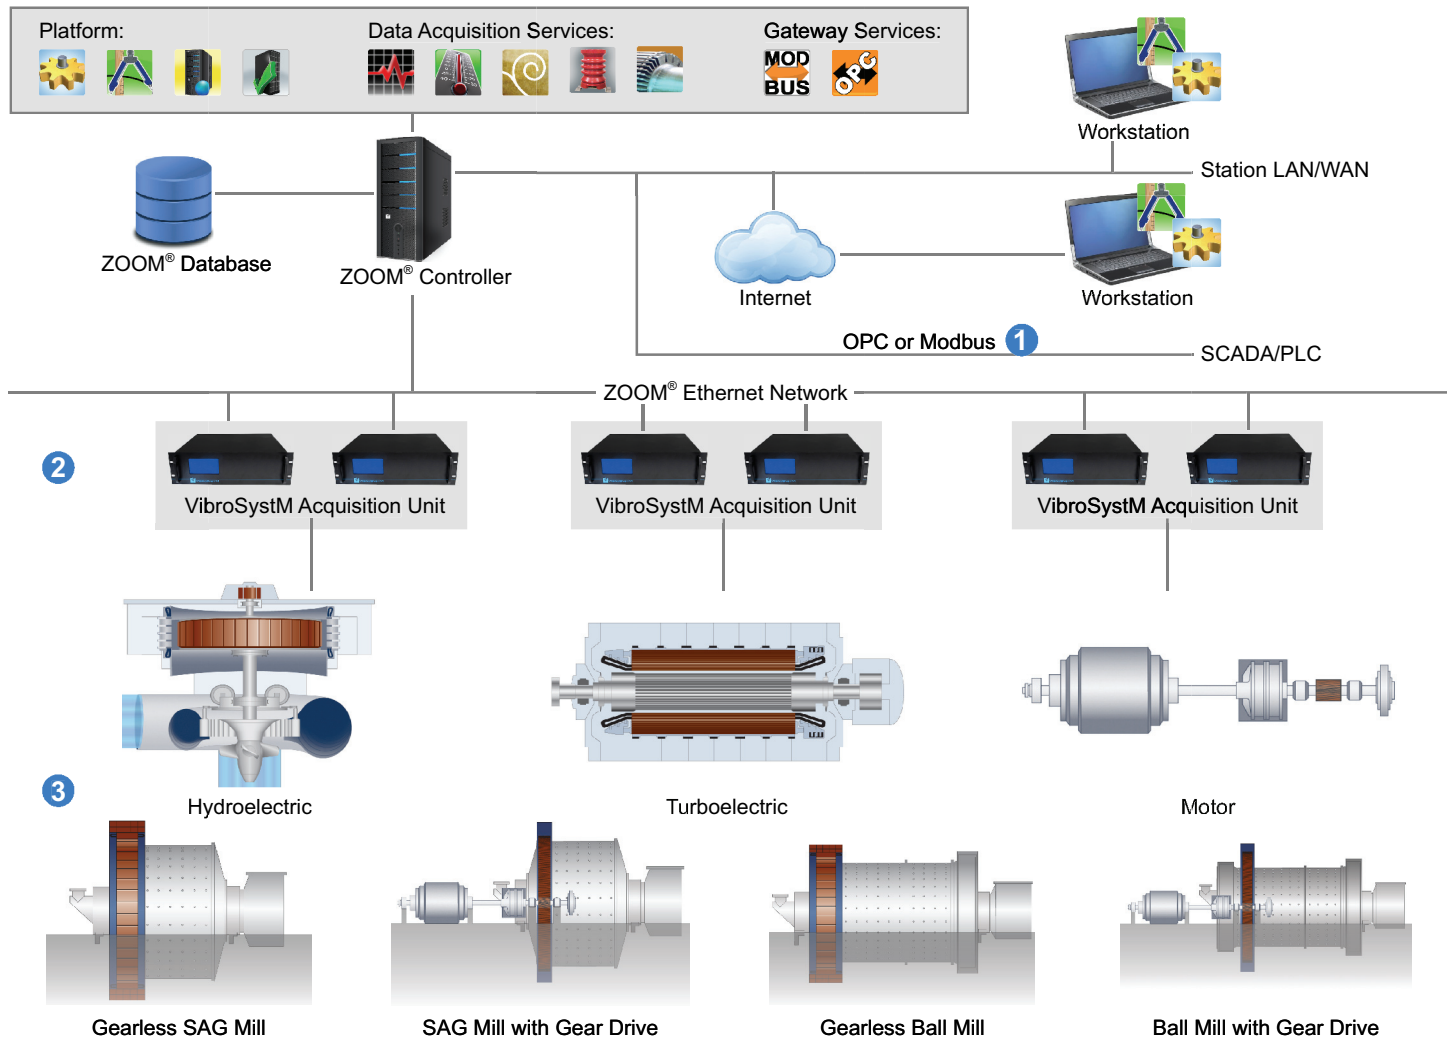 Platform:
Data Acquisition Services:
Gateway Services:
MOD
BUS
OPC
Workstation
Station LAN/WAN
ZOOM® Database
ZOOM® Controller
Internet
Workstation
OPC or Modbus 1
SCADA/PLC
ZOOM® Ethernet Network
2
VibroSystM Acquisition Unit
VibroSystM Acquisition Unit
VibroSystM Acquisition Unit
3
Hydroelectric
Turboelectric
Motor
Gearless SAG Mill
SAG Mill with Gear Drive
Gearless Ball Mill
Ball Mill with Gear Drive